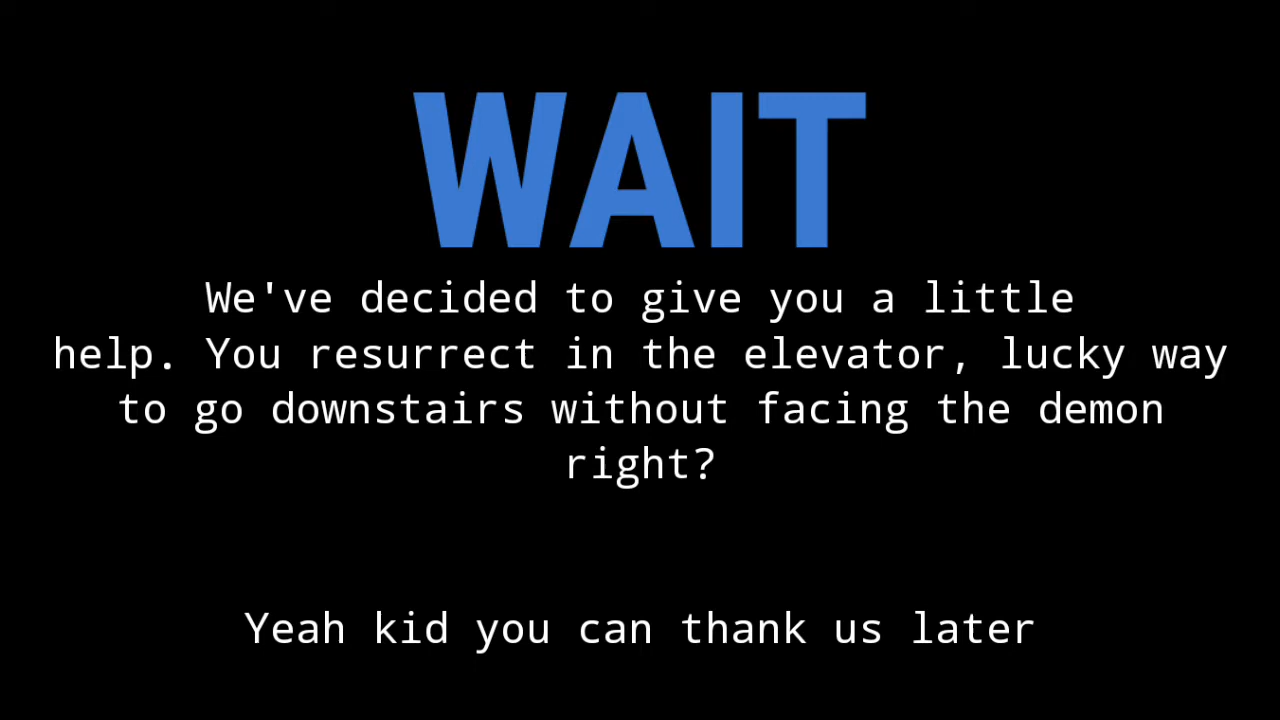 WAIT
We've decided to give you a little
help. You resurrect in the elevator, lucky way
to go downstairs without facing the demon
right?
Yeah kid you can thank us later